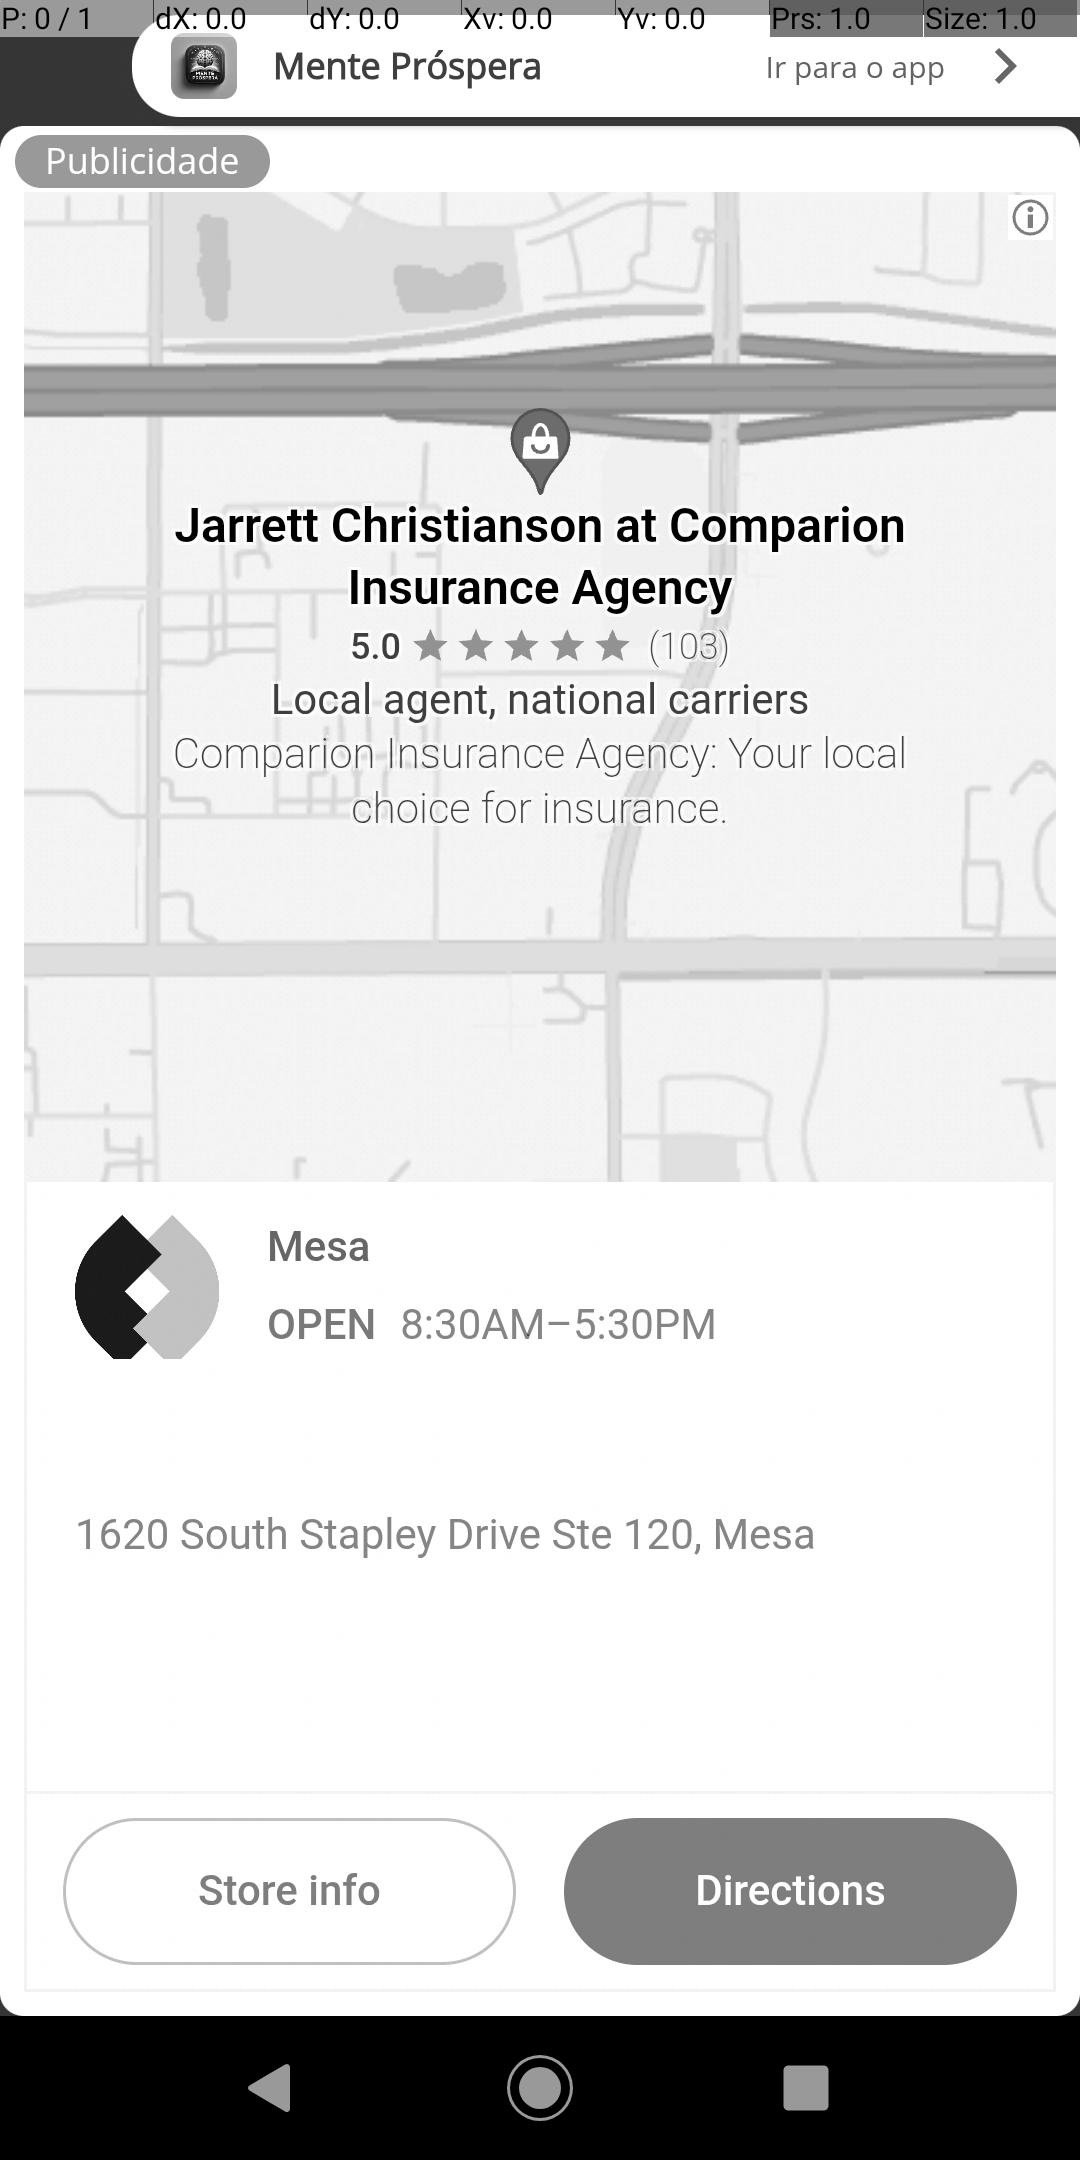 P: 0 / 1 dX: 0.0 dY: 0.0 Xv: 0.0 Yv: 0.0 Prs: 1.0 Size: 1.0
MENTE
PRÓSPERA
Mente Próspera Ir para o app
Publicidade
Jarrett Christianson at Comparion
Insurance Agency
5.0 ★ ★ ★ ★ ★ (103)
Local agent, national carriers
Comparion Insurance Agency: Your local
choice for insurance.
Mesa
OPEN 8:30AM–5:30PM
1620 South Stapley Drive Ste 120, Mesa
Store info Directions